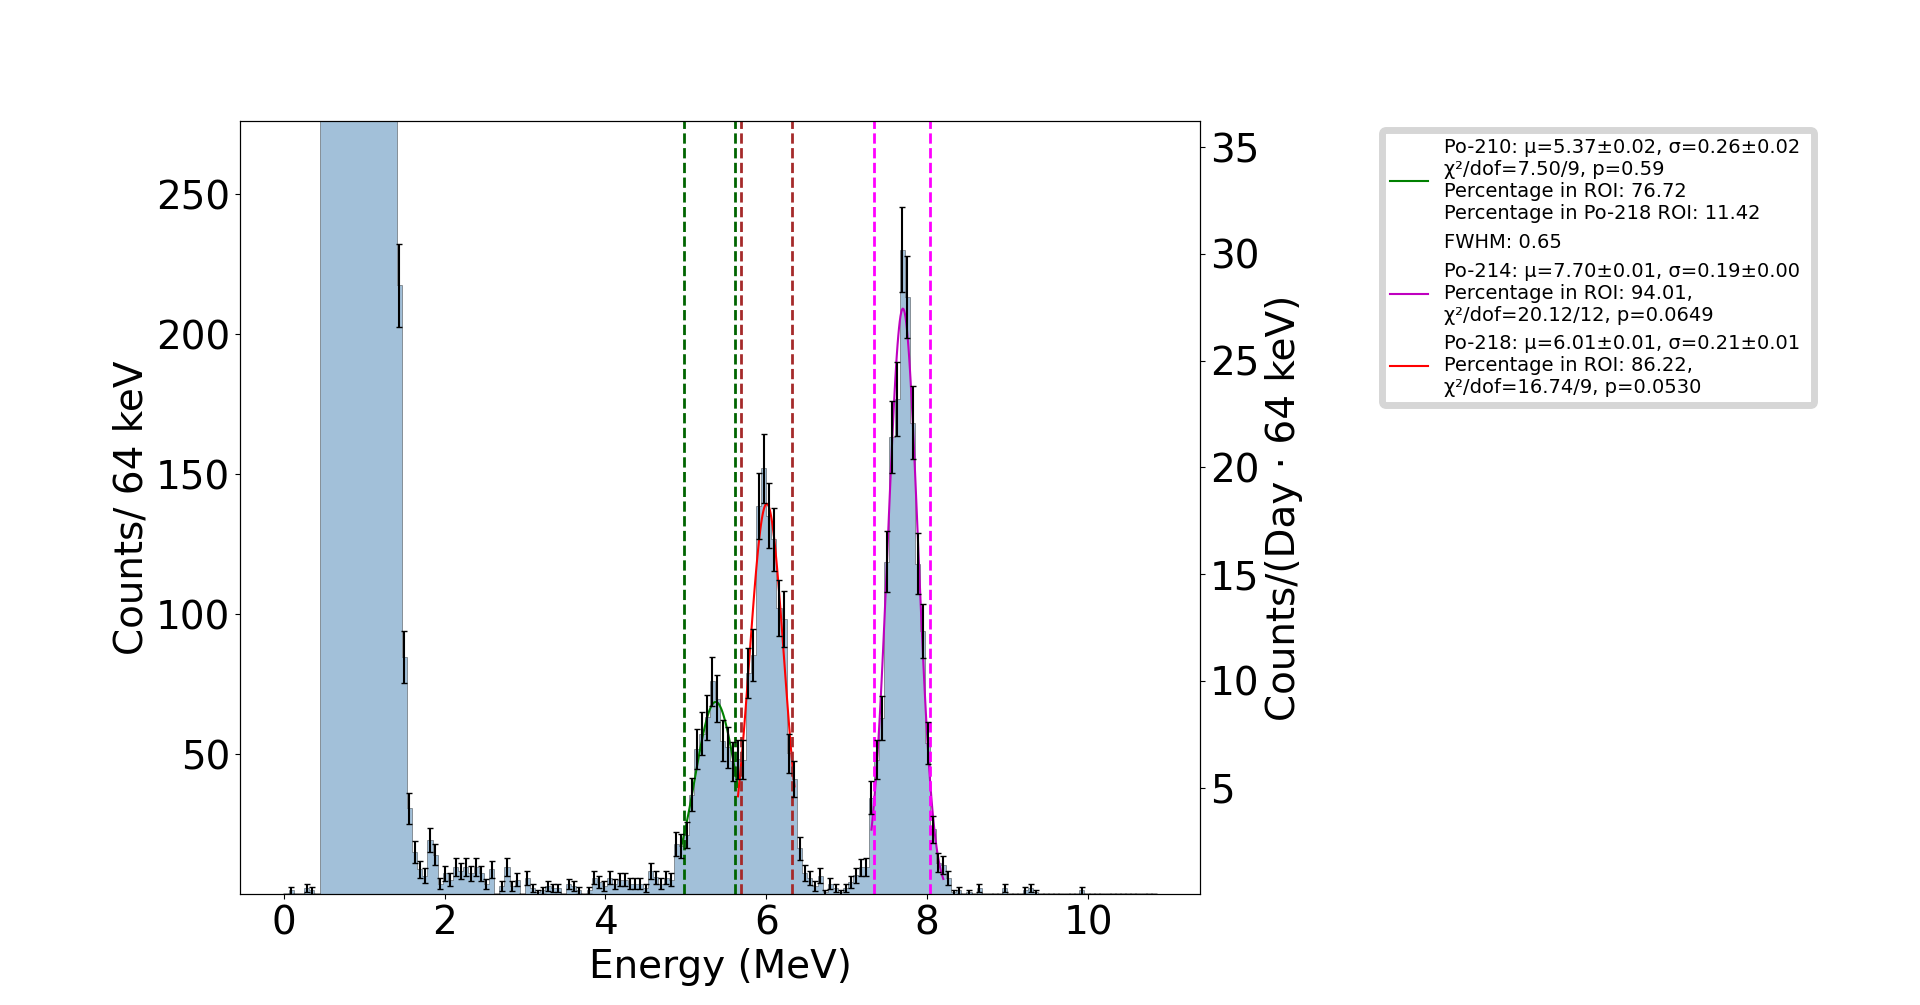 Counts/ 64 keV
250
200
150
100
50
0 2 4 6 8 10
Energy (MeV)
35
30
25
20
15
10
5
Counts/(Day · 64 keV)
Po-210: μ=5.37±0.02, σ=0.26±0.02
χ²/dof=7.50/9, p=0.59
Percentage in ROI: 76.72
Percentage in Po-218 ROI: 11.42
FWHM: 0.65
Po-214: μ=7.70±0.01, σ=0.19±0.00
Percentage in ROI: 94.01,
χ²/dof=20.12/12, p=0.0649
Po-218: μ=6.01±0.01, σ=0.21±0.01
Percentage in ROI: 86.22,
χ²/dof=16.74/9, p=0.0530